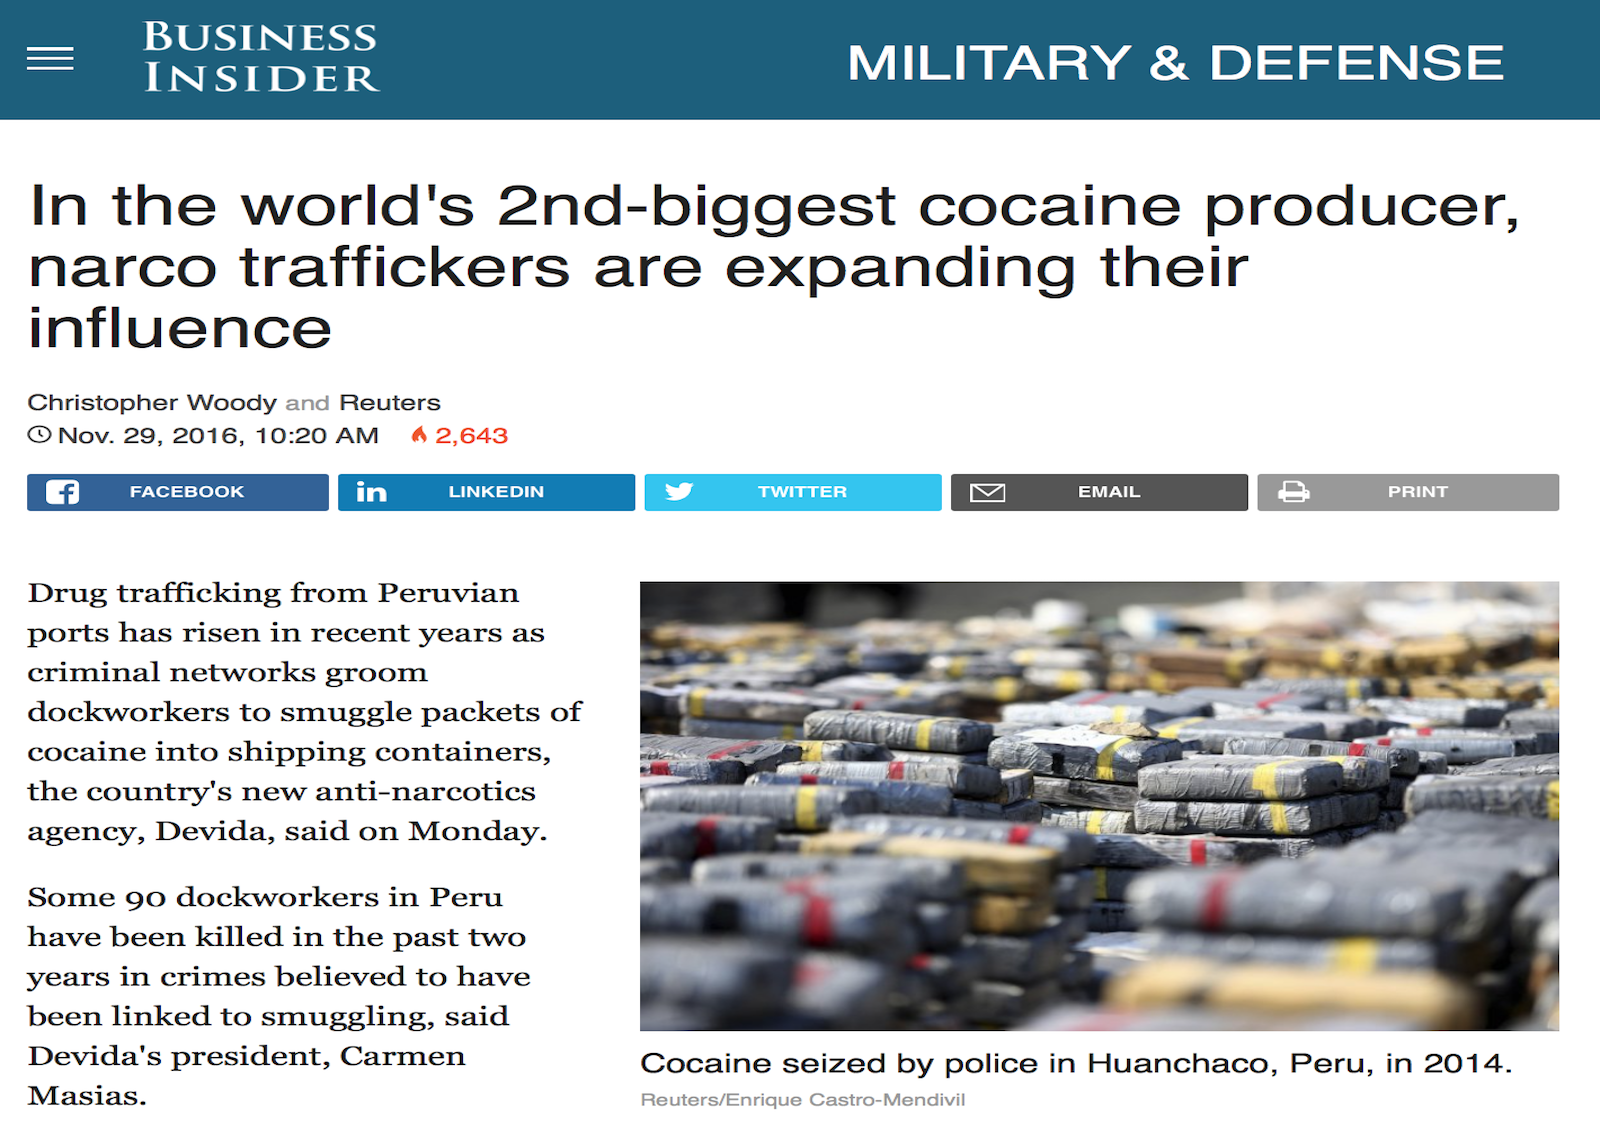 BUSINESS
INSIDER
MILITARY & DEFENSE
In the world's 2nd-biggest cocaine producer,
narco traffickers are expanding their
influence
Christopher Woody and Reuters
Nov. 29, 2016, 10:20 AM 2,643
FACEBOOK
in LINKEDIN
TWITTER
EMAIL
PRINT
Drug trafficking from Peruvian
ports has risen in recent years as
criminal networks groom
dockworkers to smuggle packets of
cocaine into shipping containers,
the country's new anti-narcotics
agency, Devida, said on Monday.
Some 90 dockworkers in Peru
have been killed in the past two
years in crimes believed to have
been linked to smuggling, said
Devida's president, Carmen
Masias.
Cocaine seized by police in Huanchaco, Peru, in 2014.
Reuters/Enrique Castro-Mendivil